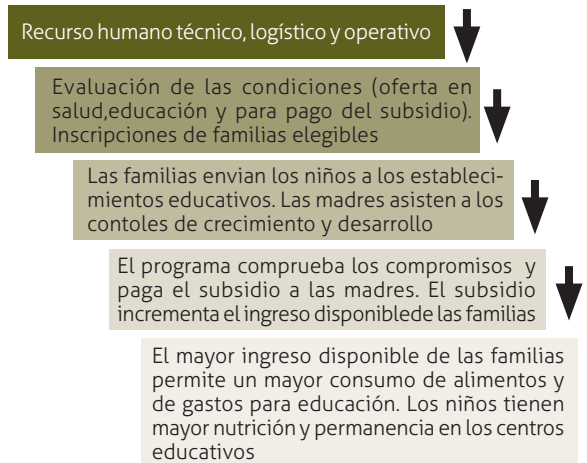 Recurso humano técnico, logístico y operativo
Evaluación de las condiciones (oferta en
salud,educación y para pago del subsidio).
Inscripciones de familias elegibles
Las familias envian los niños a los estableci-
mientos educativos. Las madres asisten a los
contoles de crecimiento y desarrollo
El programa comprueba los compromisos y
paga el subsidio a las madres. El subsidio
incrementa el ingreso disponiblede las familias
El mayor ingreso disponible de las familias
permite un mayor consumo de alimentos y
de gastos para educación. Los niños tienen
mayor nutrición y permanencia en los centros
educativos